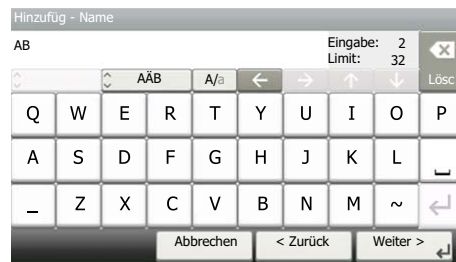 Hinzufüg - Name
AB Eingabe: 2
Limit: 32
AÄB A/a ← → ↑ ↓ Lösc
Q W E R T Y U I O P
A S D F G H J K L
_ Z X C V B N M ~
Abbrechen < Zurück Weiter >